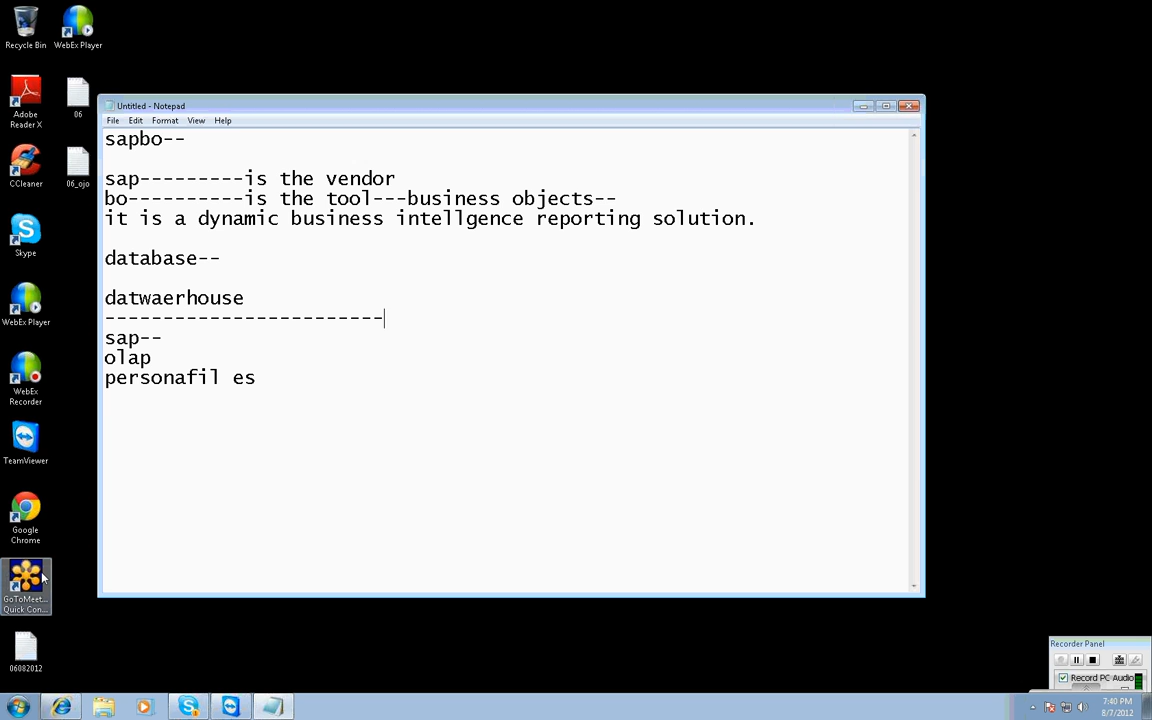 Recycle Bin
WebEx Player
Adobe
Reader X
06
CCleaner
06_ojo
Skype
WebEx Player
WebEx
Recorder
TeamViewer
Google
Chrome
GoToMeet...
Quick Con...
06082012
Untitled - Notepad
File Edit Format View Help
sapbo--
sap---------is the vendor
bo----------is the tool---business objects--
it is a dynamic business intellgence reporting solution.
database--
datwaerhouse
------------------------
sap--
olap
personafil es
Recorder Panel
Record PC Audio
7:40 PM
8/7/2012